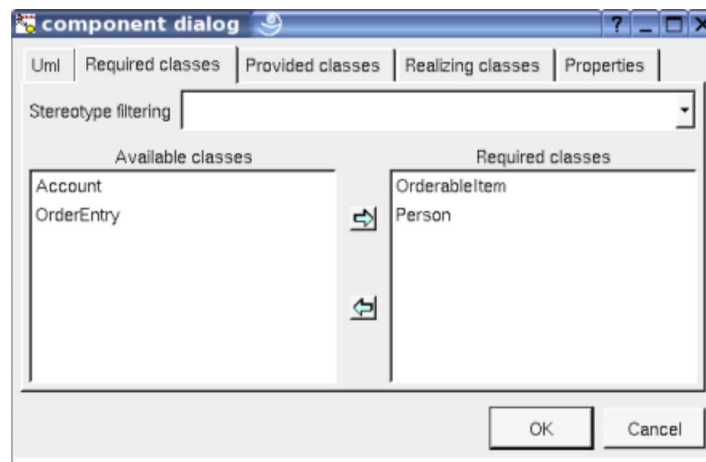 component dialog
Uml Required classes Provided classes Realizing classes Properties
Stereotype filtering
Available classes Required classes
Account OrderableItem
OrderEntry Person
OK Cancel